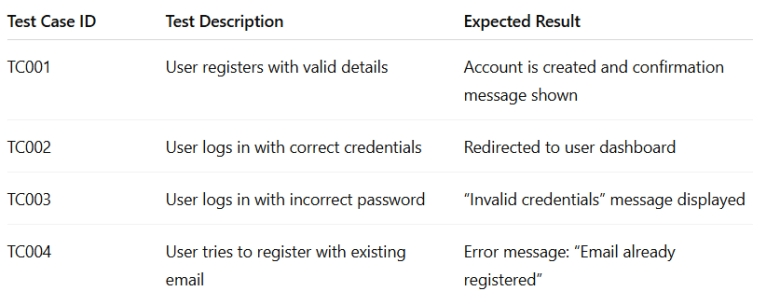 Test Case ID Test Description Expected Result
TC001 User registers with valid details Account is created and confirmation
message shown
TC002 User logs in with correct credentials Redirected to user dashboard
TC003 User logs in with incorrect password “Invalid credentials” message displayed
TC004 User tries to register with existing Error message: “Email already
email registered”